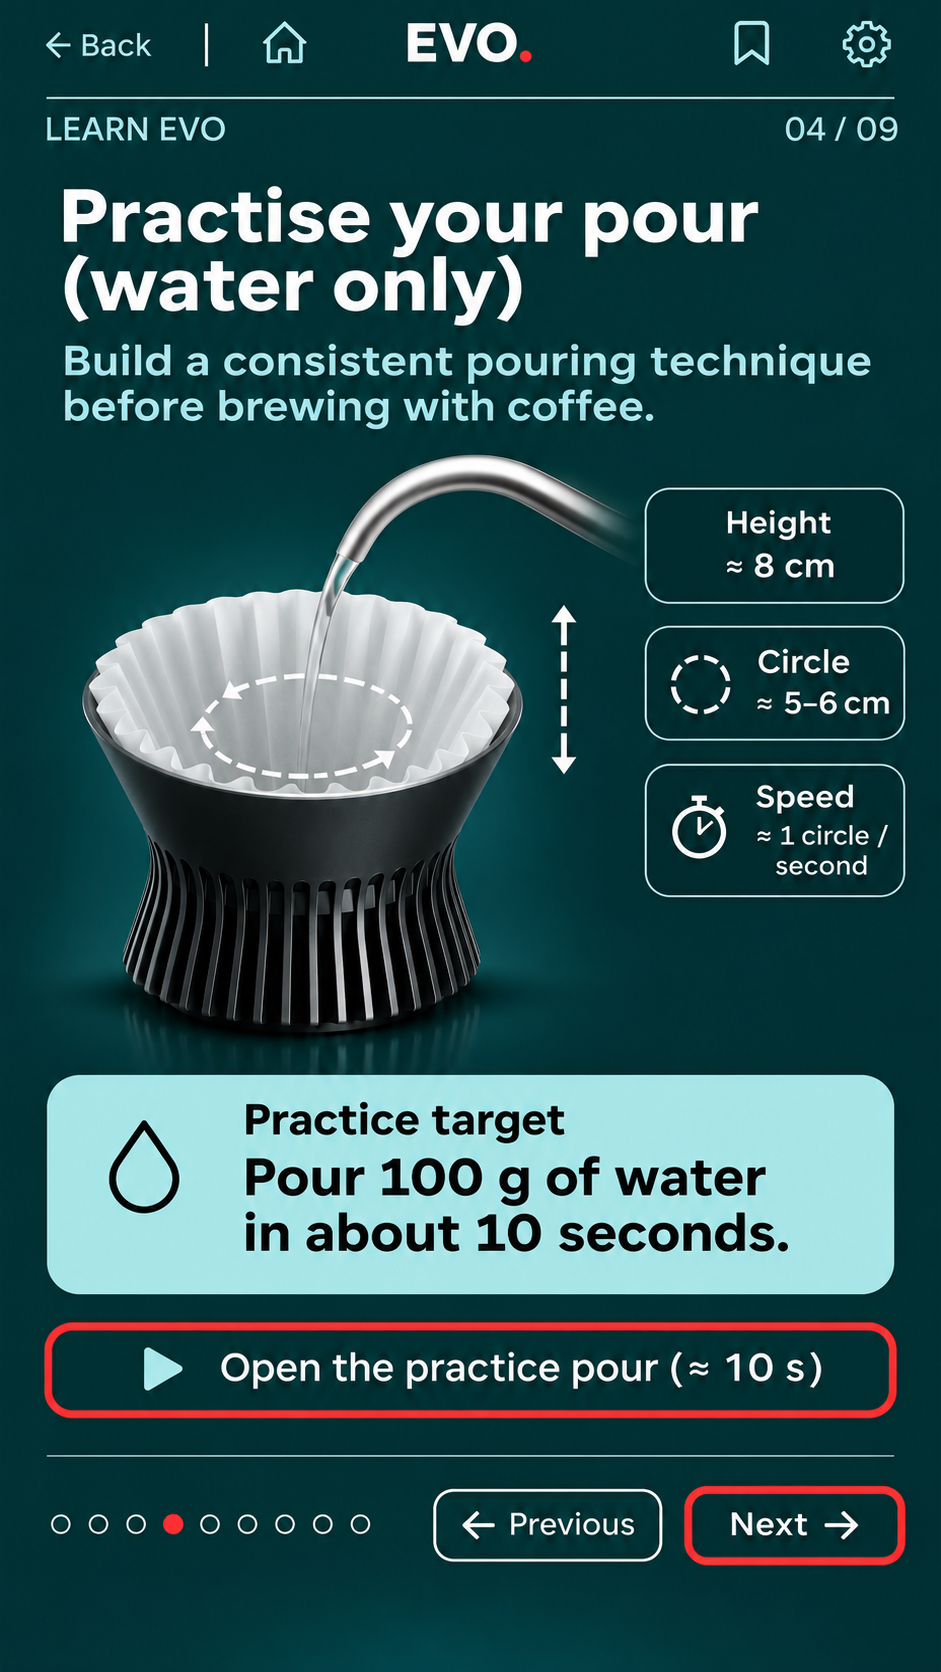 ← Back | EVO.
LEARN EVO 04 / 09
Practise your pour
(water only)
Build a consistent pouring technique
before brewing with coffee.
Height
≈ 8 cm
Circle
≈ 5–6 cm
Speed
≈ 1 circle /
second
Practice target
Pour 100 g of water
in about 10 seconds.
Open the practice pour (≈ 10 s)
← Previous
Next →